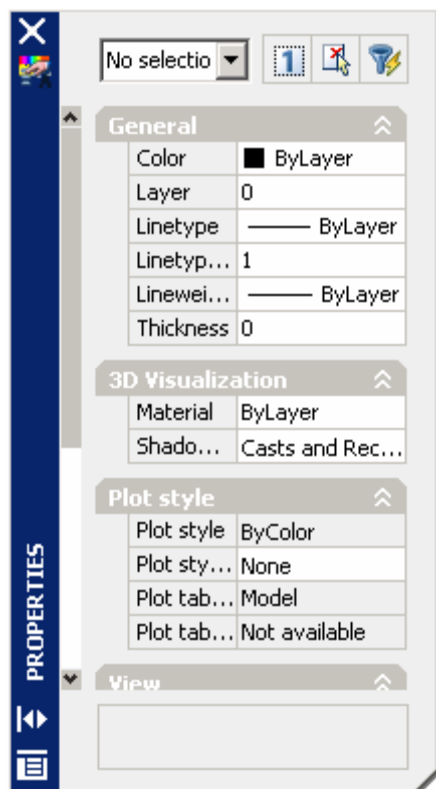 No selectio
1
General
Color ByLayer
Layer 0
Linetype ByLayer
Linetyp... 1
Linewei... ByLayer
Thickness 0
3D Visualization
Material ByLayer
Shado... Casts and Rec...
Plot style
Plot style ByColor
Plot sty... None
Plot tab... Model
Plot tab... Not available
View
PROPERTIES